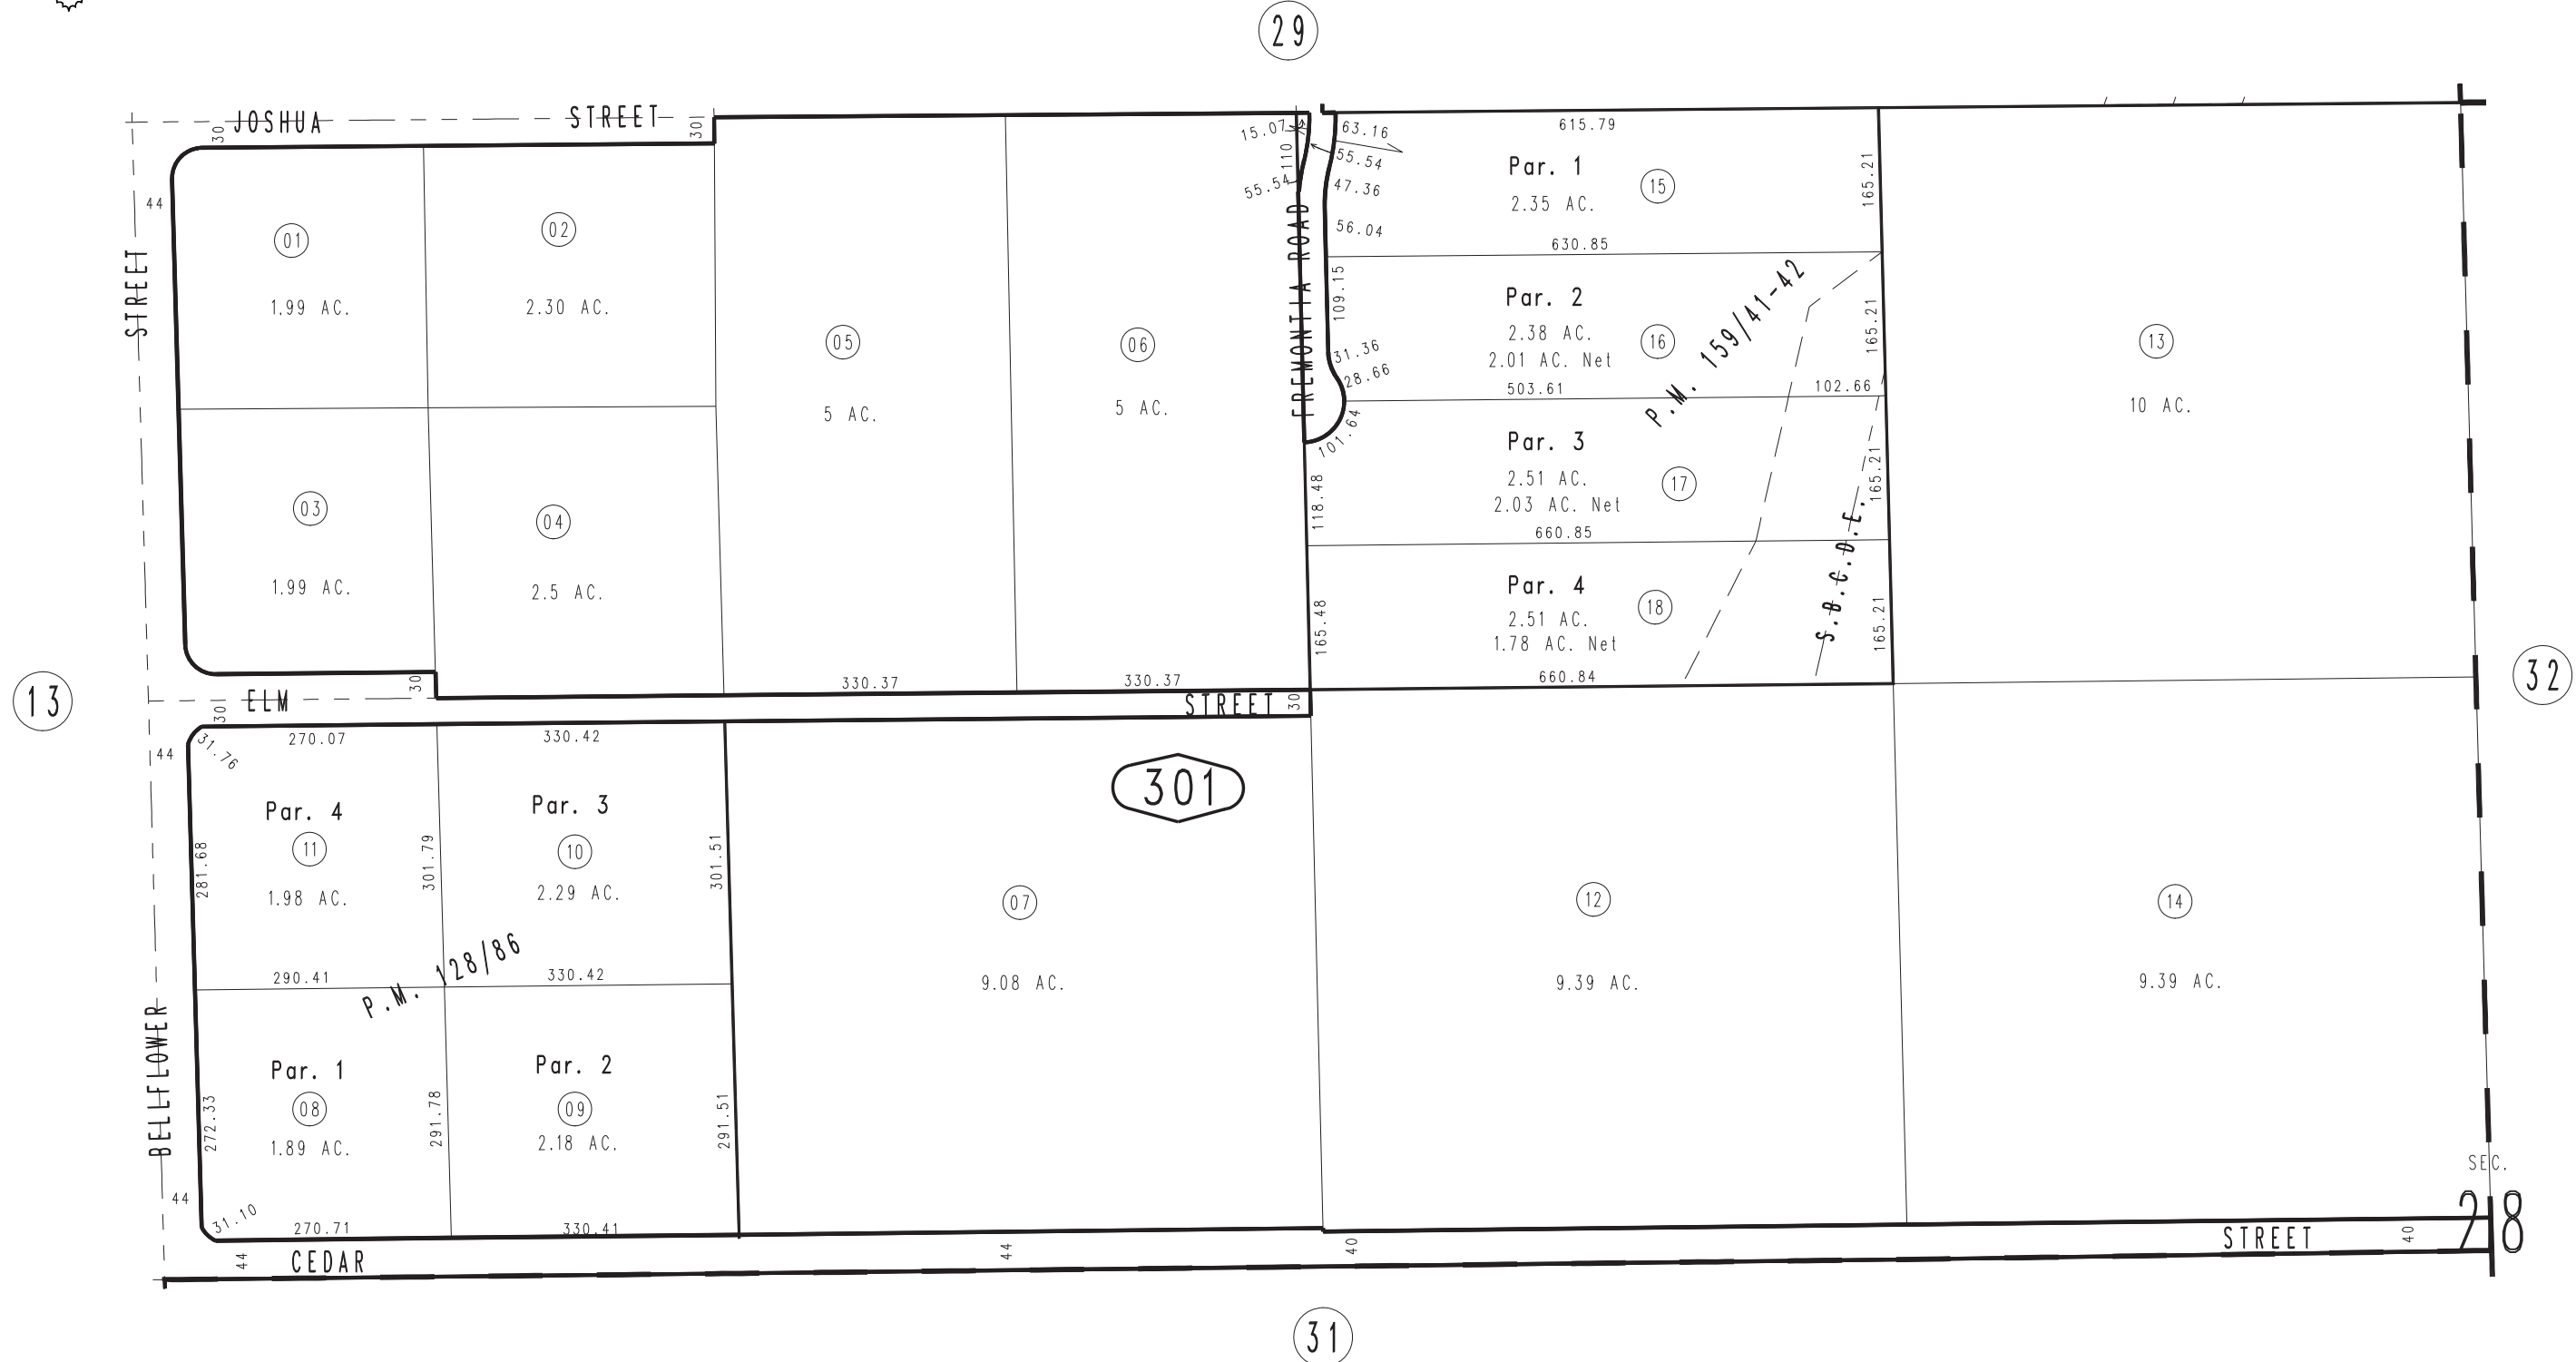 29
JOSHUA STREET
30
30
15.07
63.16
615.79
110
55.54
55.54
47.36
56.04
Par. 1
15
2.35 AC.
165.21
630.85
44
STREET
01
1.99 AC.
02
2.30 AC.
05
5 AC.
06
5 AC.
FREMONTIA ROAD
109.15
Par. 2
2.38 AC.
16
2.01 AC. Net
P.M. 159/41-42
165.21
31.36
28.66
503.61
102.66
101.64
13
10 AC.
03
1.99 AC.
04
2.5 AC.
118.48
Par. 3
2.51 AC.
17
2.03 AC. Net
660.85
165.21
S.B.C.D.E.
165.48
Par. 4
18
2.51 AC.
1.78 AC. Net
165.21
660.84
330.37
330.37
13
30
30
ELM STREET
30
32
44
31.76
270.07
330.42
301
Par. 4
11
1.98 AC.
281.68
301.79
Par. 3
10
2.29 AC.
301.51
07
9.08 AC.
12
9.39 AC.
14
9.39 AC.
290.41
330.42
P.M. 128/86
BELLFLOWER
Par. 1
08
1.89 AC.
272.33
291.78
Par. 2
09
2.18 AC.
291.51
44
31.10
270.71
330.41
SEC.
28
44
CEDAR
44
40
STREET
40
31